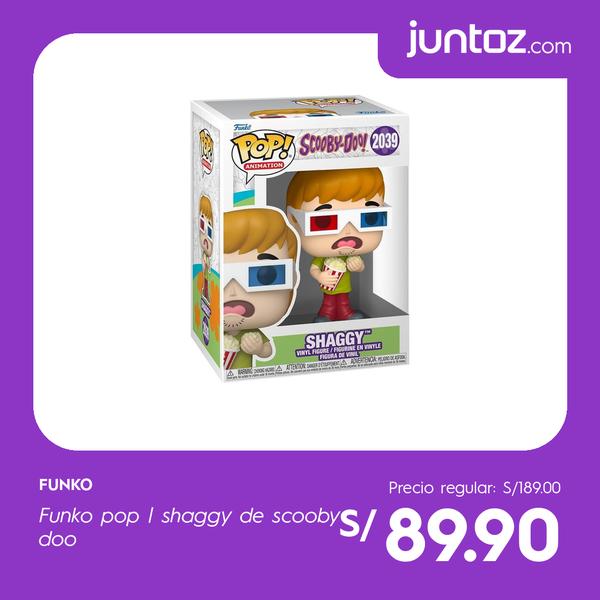 juntoz.com
Funko
POP!
ANIMATION
SCOOBY-DOO!
2039
SHAGGY™
VINYL FIGURE / FIGURINE EN VINYLE
FIGURA DE VINIL
FUNKO
Funko pop | shaggy de scooby
doo
Precio regular: S/189.00
S/ 89.90